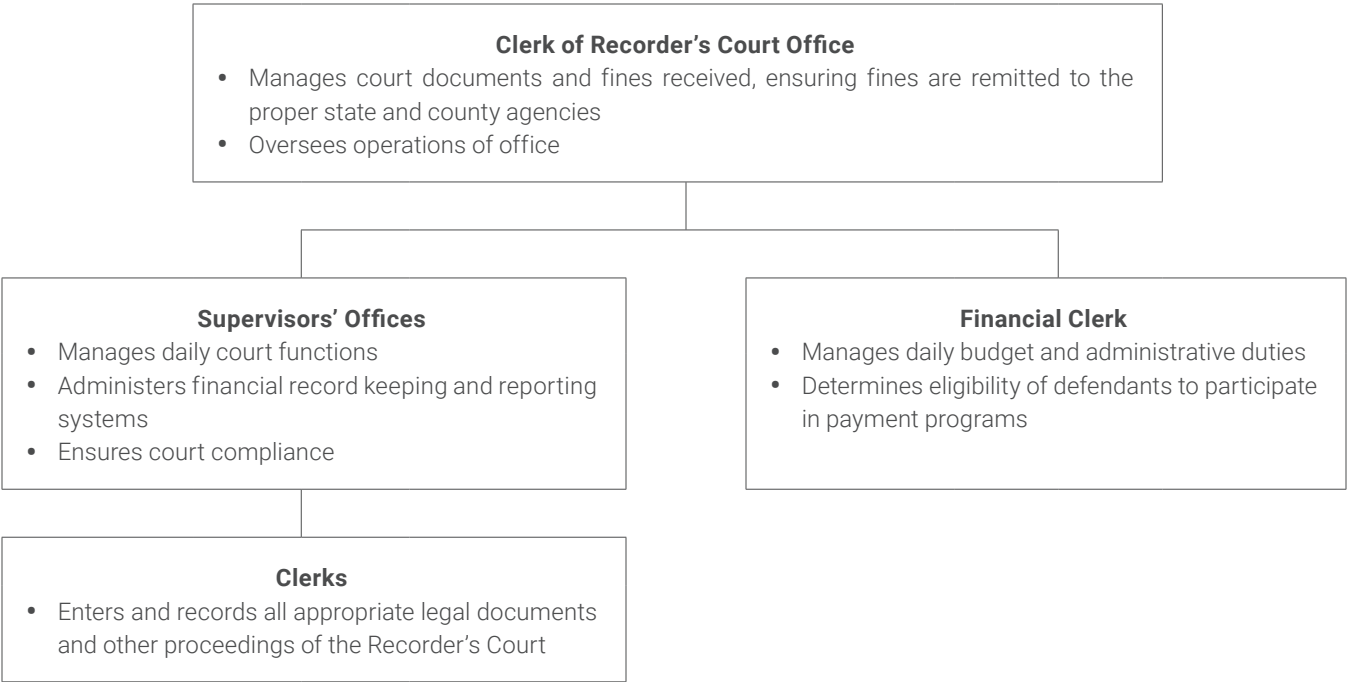 Clerk of Recorder’s Court Office
• Manages court documents and fines received, ensuring fines are remitted to the
proper state and county agencies
• Oversees operations of office
Supervisors’ Offices
• Manages daily court functions
• Administers financial record keeping and reporting
systems
• Ensures court compliance
Financial Clerk
• Manages daily budget and administrative duties
• Determines eligibility of defendants to participate
in payment programs
Clerks
• Enters and records all appropriate legal documents
and other proceedings of the Recorder’s Court